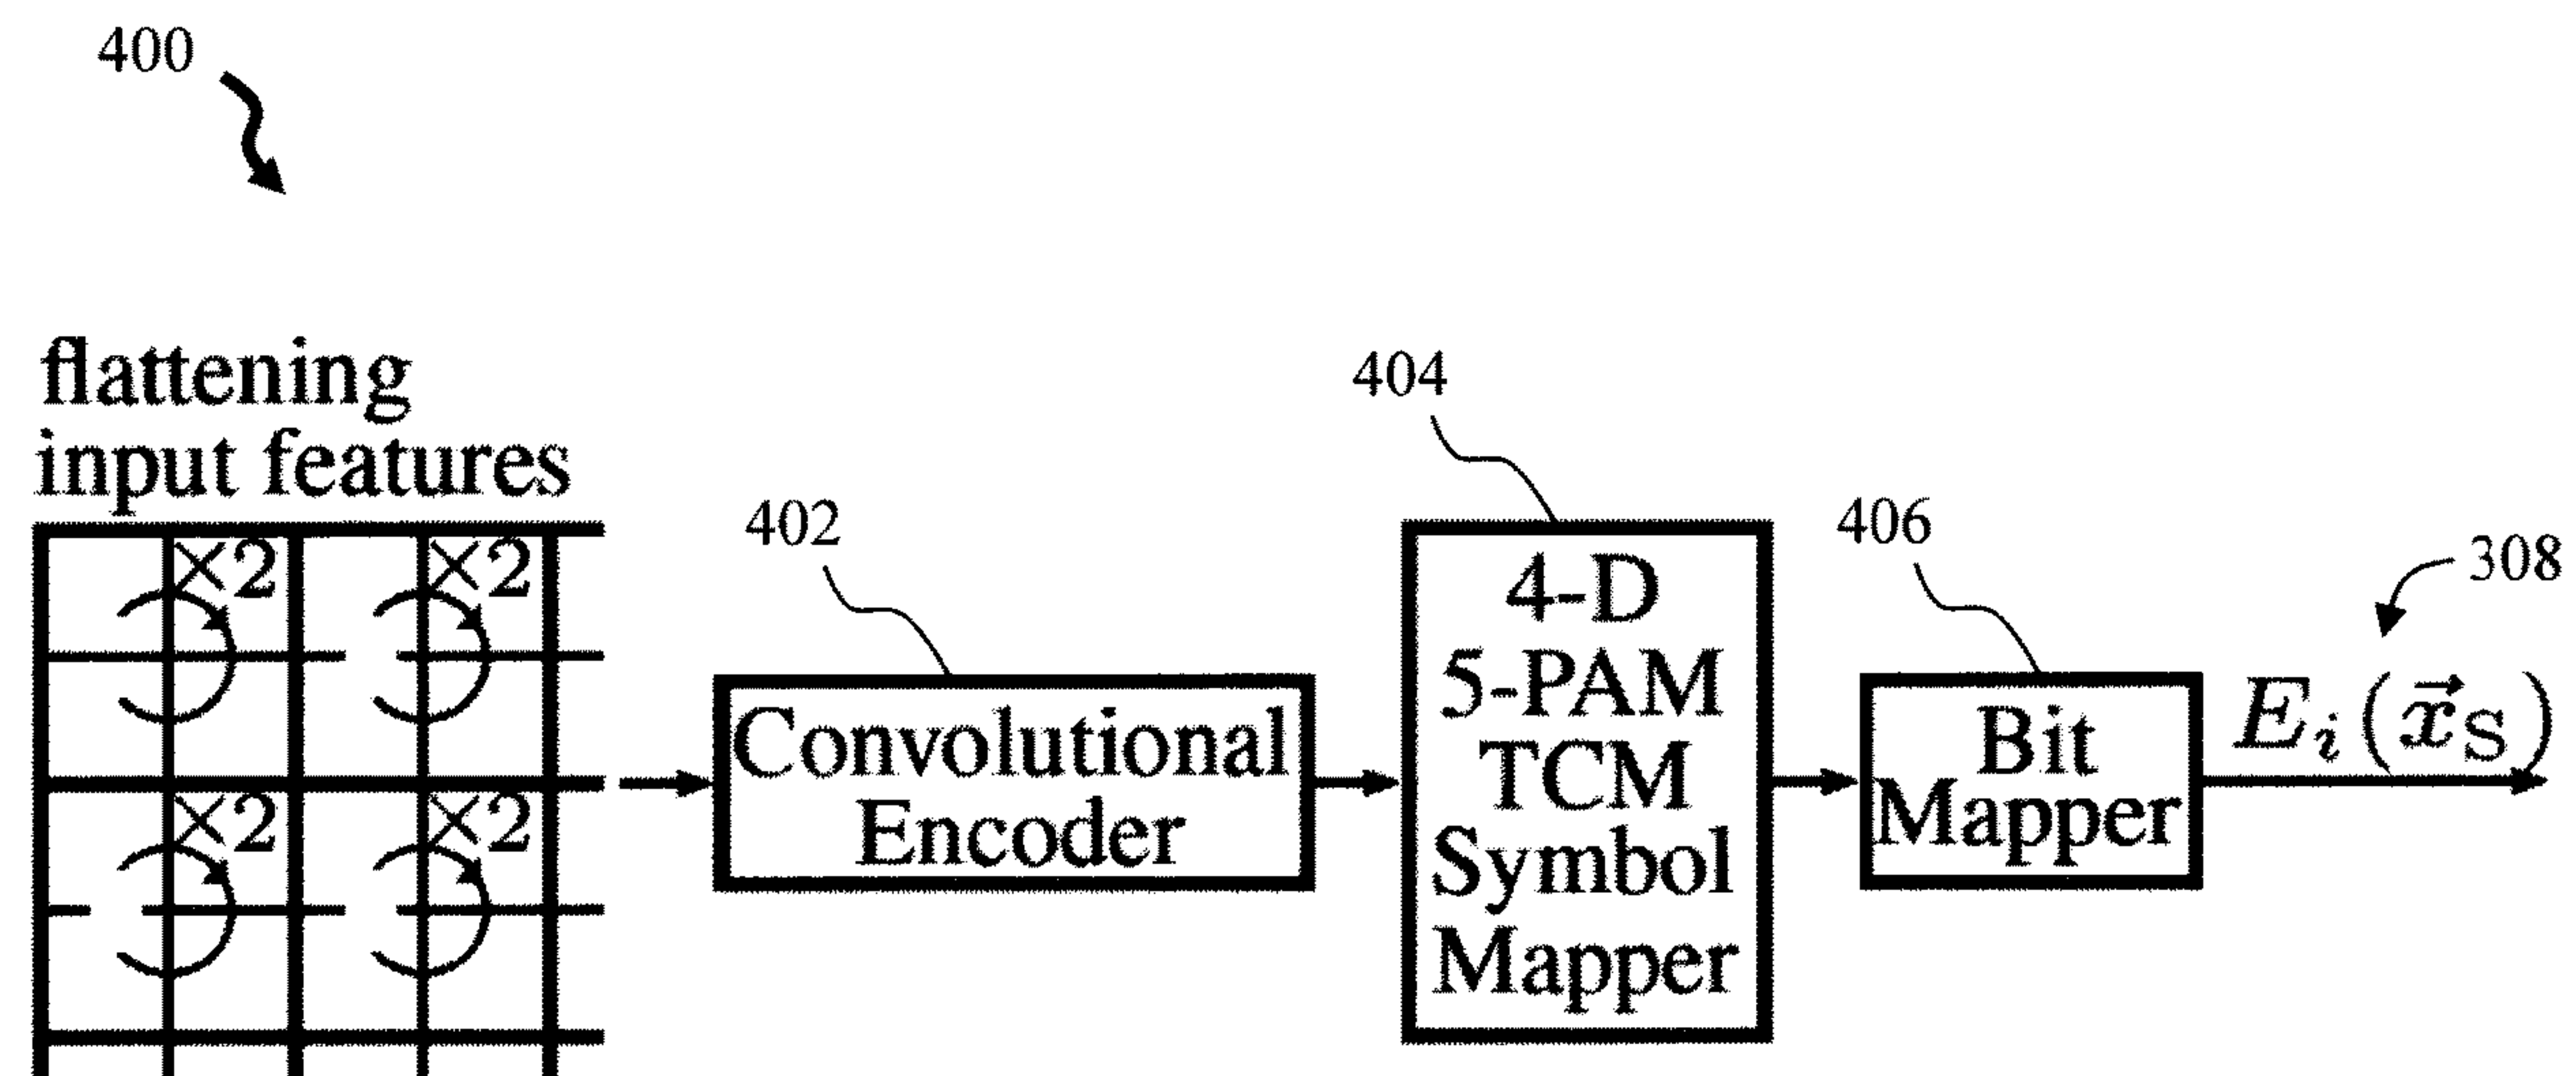 400
flattening
input features
×2 ×2
×2 ×2
402
Convolutional
Encoder
404
4-D
5-PAM
TCM
Symbol
Mapper
406
Bit
Mapper
308
E_i(x⃗_S)